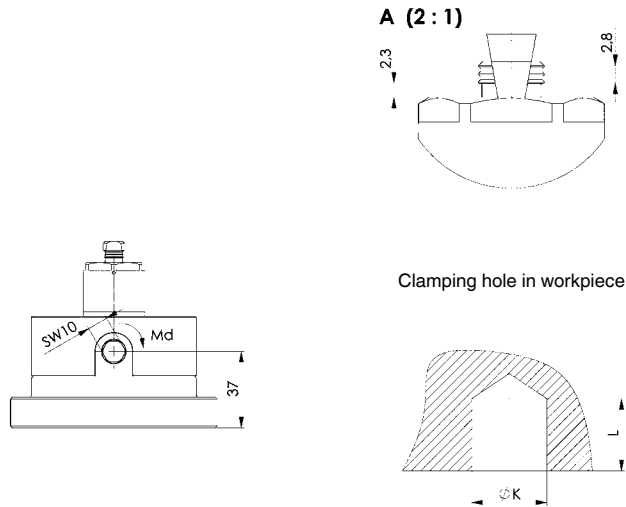 A (2 : 1)
2,3
2,8
Clamping hole in workpiece
SW10
Md
37
L
ØK